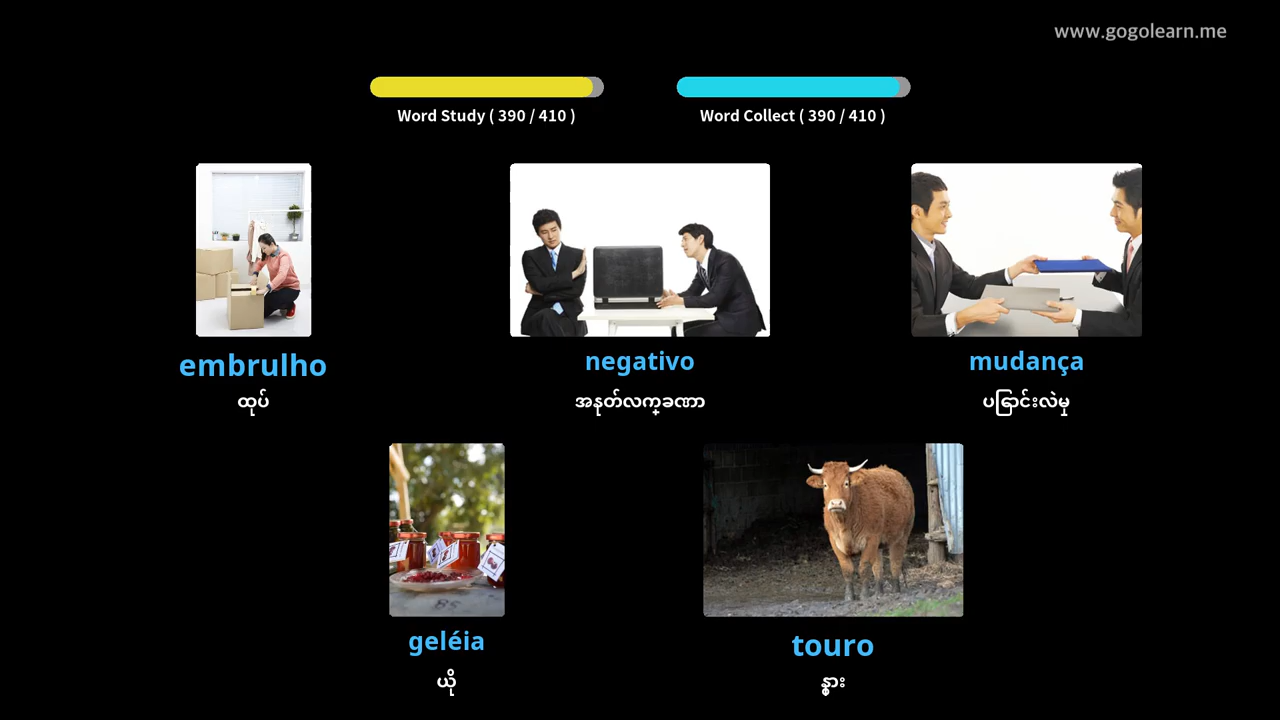 www.gogolearn.me
Word Study ( 390 / 410 )
Word Collect ( 390 / 410 )
embrulho
ထုပ်
negativo
အနုတ်လက္ခဏာ
mudança
ပြောင်းလဲမှု
geléia
ယို
touro
နွား